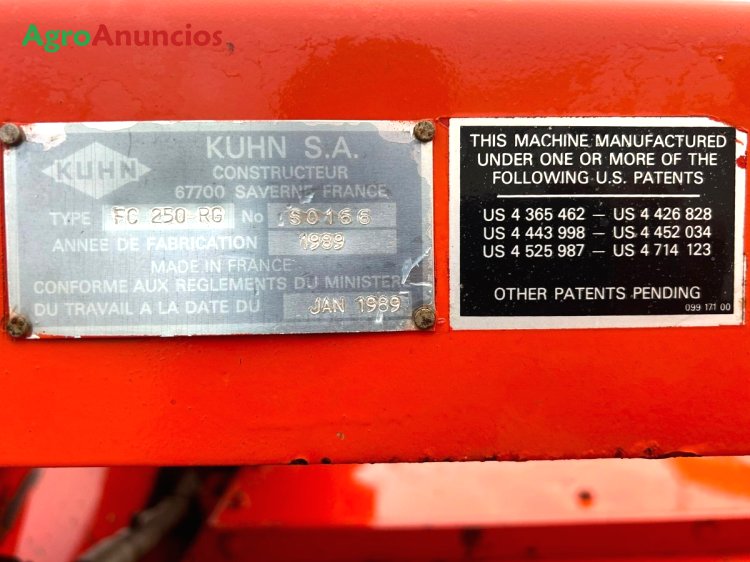 AgroAnuncios
KUHN
KUHN S.A.
CONSTRUCTEUR
67700 SAVERNE FRANCE
TYPE FC 250 RG No S0166
ANNEE DE FABRICATION 1989
MADE IN FRANCE
CONFORME AUX REGLEMENTS DU MINISTER
DU TRAVAIL A LA DATE DU JAN 1989
THIS MACHINE MANUFACTURED
UNDER ONE OR MORE OF THE
FOLLOWING U.S. PATENTS
US 4 365 462 — US 4 426 828
US 4 443 998 — US 4 452 034
US 4 525 987 — US 4 714 123
OTHER PATENTS PENDING
099 171 00